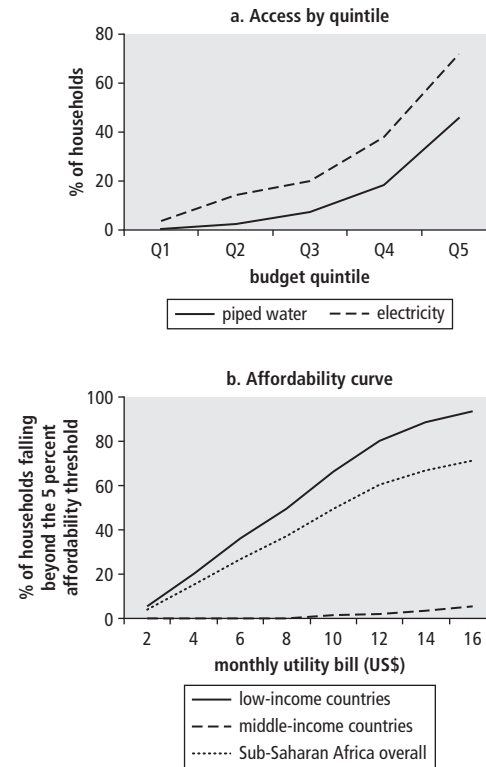 a. Access by quintile
80
60
40
20
0
% of households
Q1 Q2 Q3 Q4 Q5
budget quintile
piped water electricity
b. Affordability curve
100
80
60
40
20
0
% of households falling
beyond the 5 percent
affordability threshold
2 4 6 8 10 12 14 16
monthly utility bill (US$)
low-income countries
middle-income countries
Sub-Saharan Africa overall